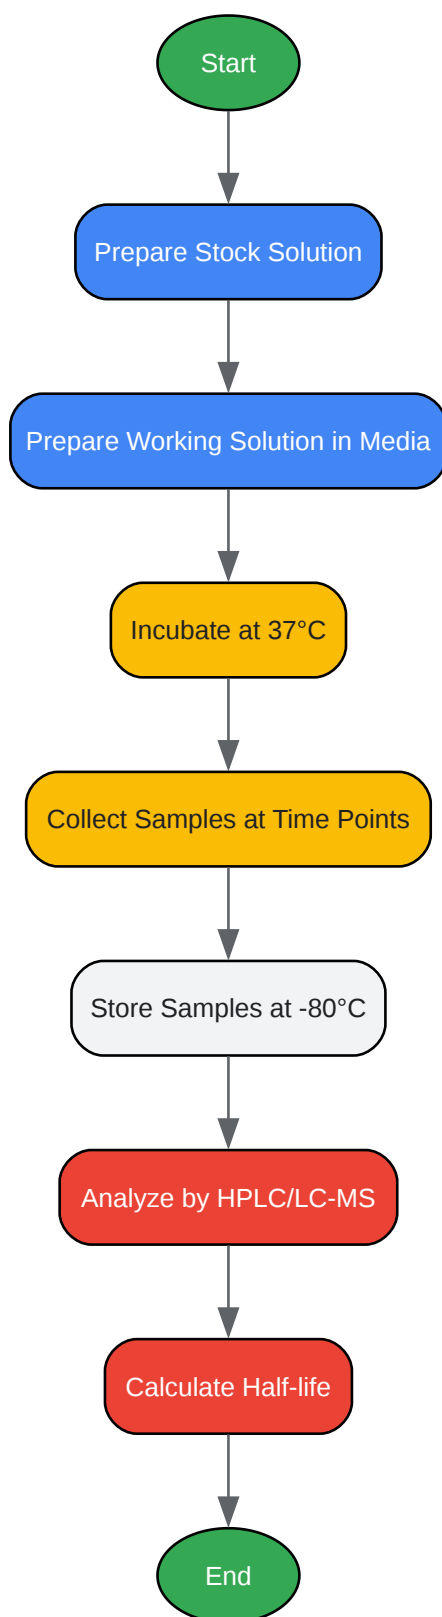 Start
Prepare Stock Solution
Prepare Working Solution in Media
Incubate at 37°C
Collect Samples at Time Points
Store Samples at -80°C
Analyze by HPLC/LC-MS
Calculate Half-life
End